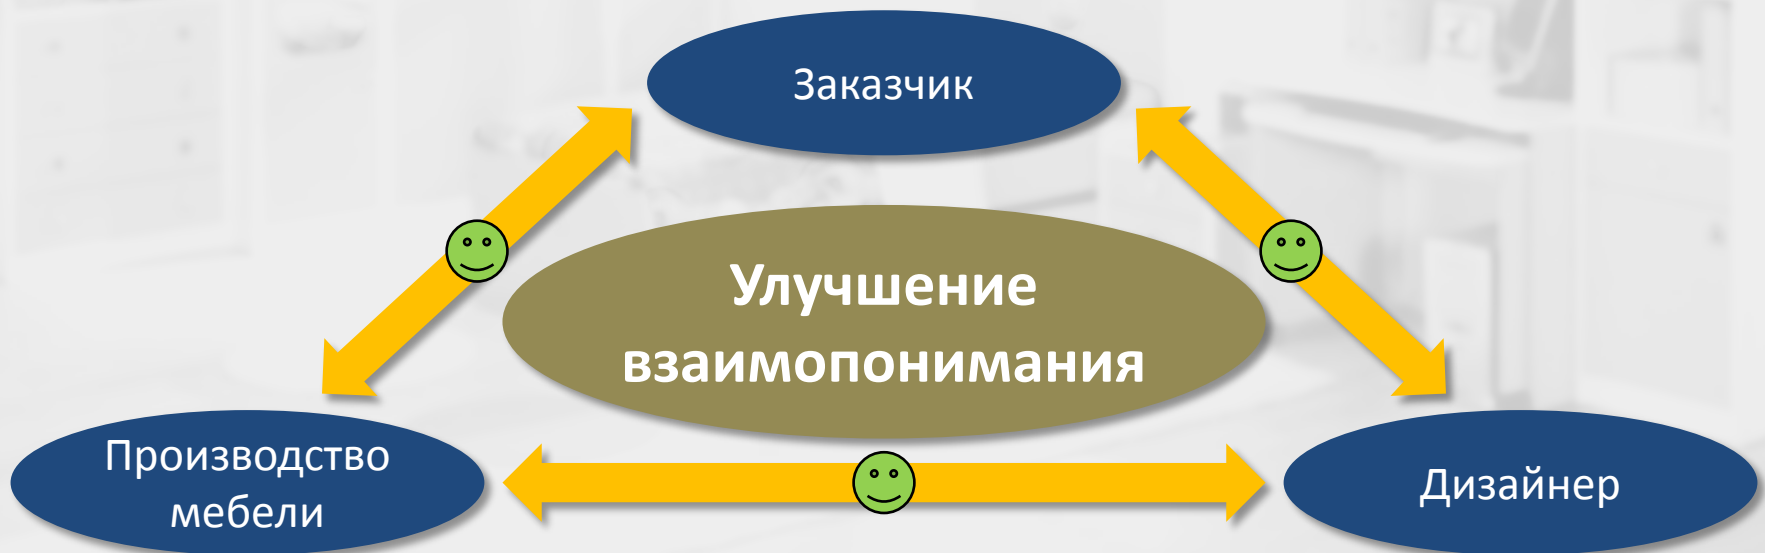 Заказчик
Улучшение
взаимопонимания
Производство
мебели
Дизайнер